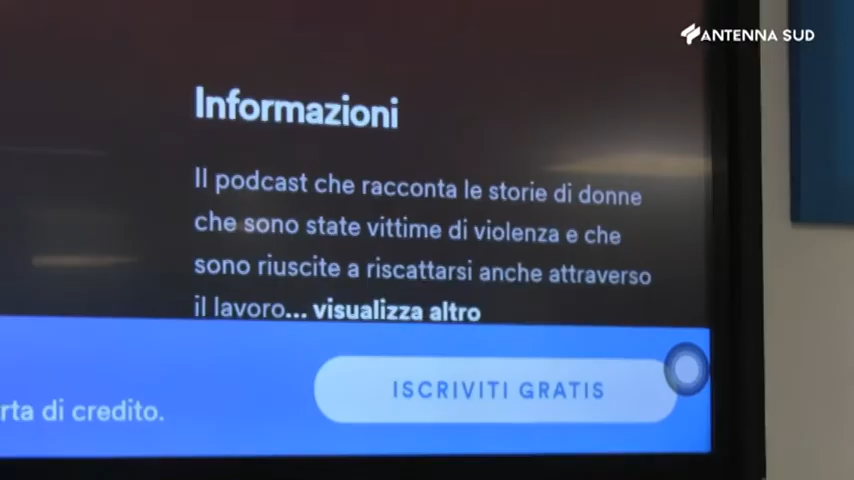 ANTENNA SUD
Informazioni
Il podcast che racconta le storie di donne
che sono state vittime di violenza e che
sono riuscite a riscattarsi anche attraverso
il lavoro... visualizza altro
rta di credito.
ISCRIVITI GRATIS